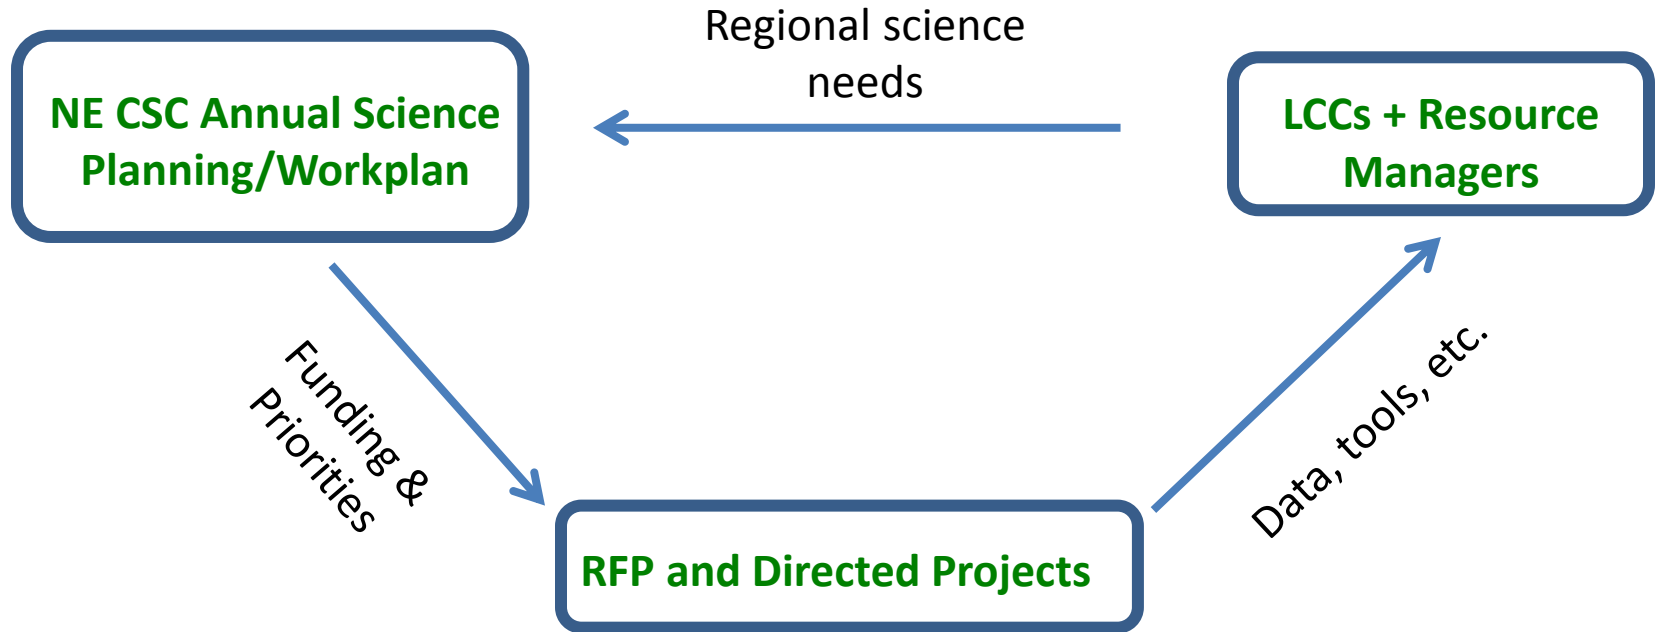 Regional science
needs
NE CSC Annual Science
Planning/Workplan
LCCs + Resource
Managers
Funding &
Priorities
Data, tools, etc.
RFP and Directed Projects